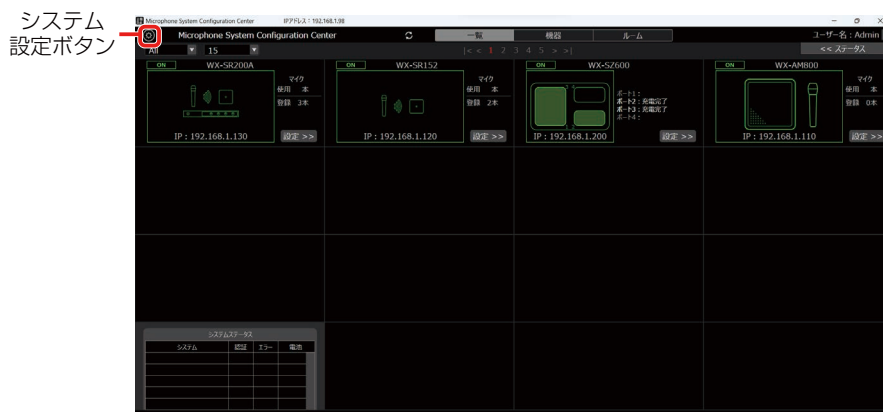 システム
設定ボタン
Microphone System Configuration Center IPアドレス：192.168.1.98
Microphone System Configuration Center 一覧 機器 ルーム ユーザー名：Admin
All 15 |< < 1 2 3 4 5 > >| << ステータス
ON WX-SR200A
マイク
使用 本
登録 3本
IP：192.168.1.130 設定 >>
ON WX-SR152
マイク
使用 本
登録 2本
IP：192.168.1.120 設定 >>
ON WX-SZ600
ポート1：
ポート2：充電完了
ポート3：充電完了
ポート4：
IP：192.168.1.200 設定 >>
ON WX-AM800
マイク
使用 本
登録 0本
IP：192.168.1.110 設定 >>
システムステータス
システム 認証 エラー 電池